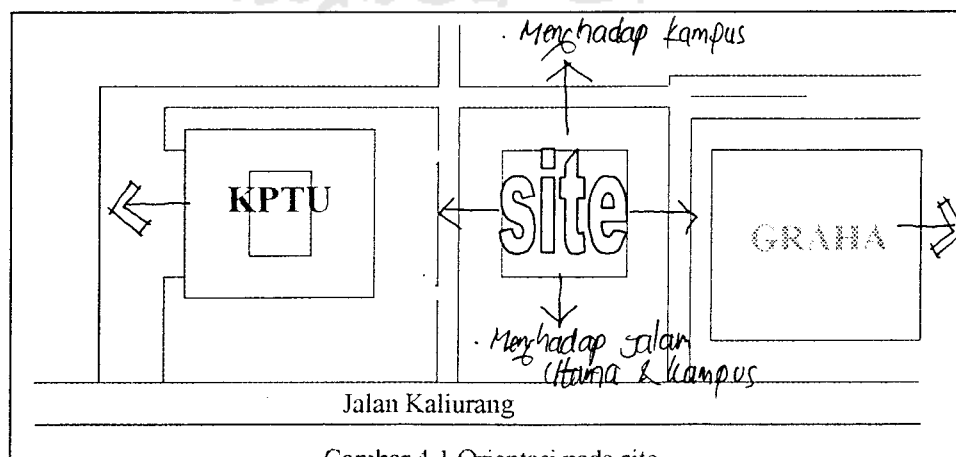 . Menghadap kampus
KPTU
site
GRAHA
. Menghadap Jalan
Utama & kampus
Jalan Kaliurang
Gambar 4.1 Orientasi pada site